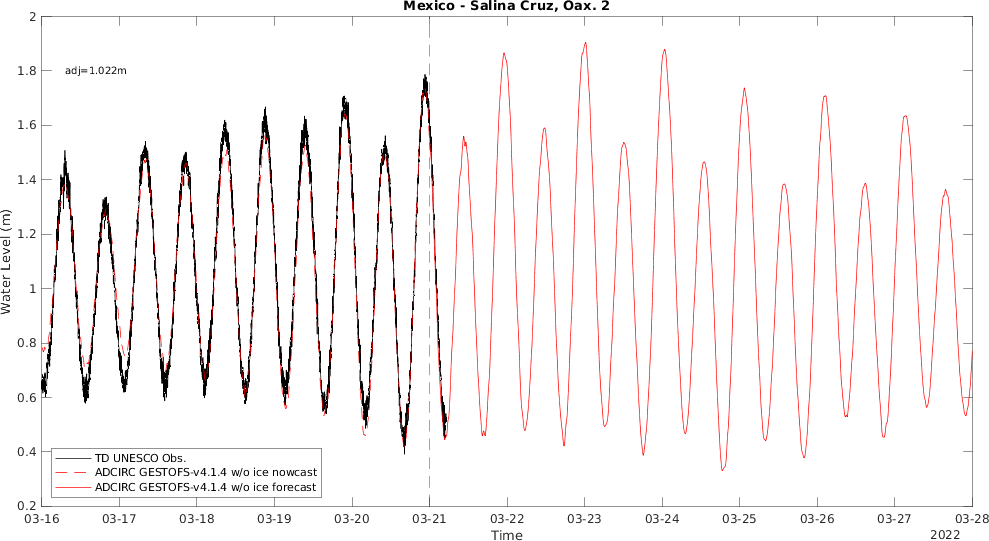 Mexico - Salina Cruz, Oax. 2
adj=1.022m
Water Level (m)
2
1.8
1.6
1.4
1.2
1
0.8
0.6
0.4
0.2
TD UNESCO Obs.
ADCIRC GESTOFS-v4.1.4 w/o ice nowcast
ADCIRC GESTOFS-v4.1.4 w/o ice forecast
03-16 03-17 03-18 03-19 03-20 03-21 03-22 03-23 03-24 03-25 03-26 03-27 03-28
Time
2022